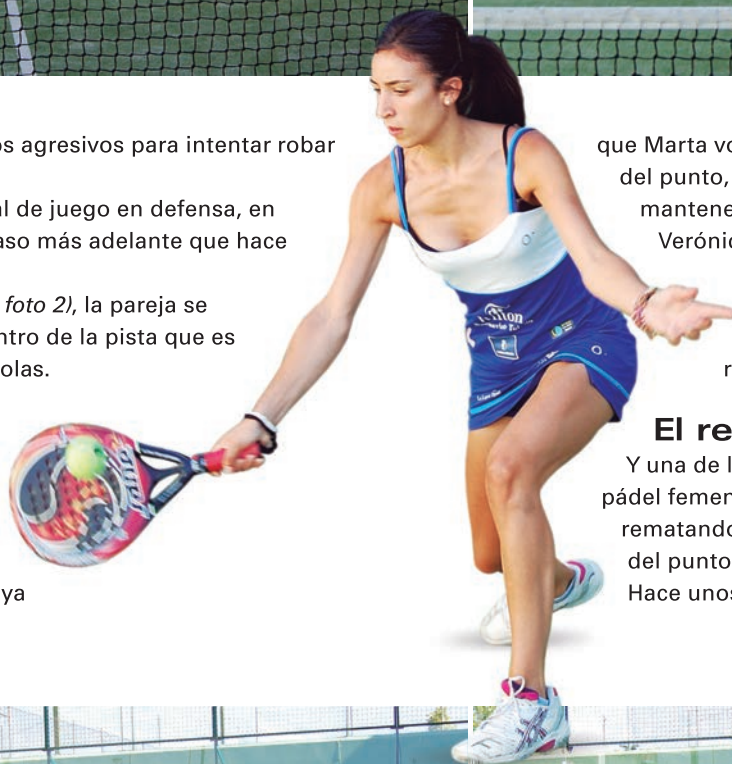 os agresivos para intentar robar
al de juego en defensa, en
aso más adelante que hace
foto 2), la pareja se
ntro de la pista que es
olas.
ya
que Marta vo
del punto,
mantene
Verónic
r
El re
Y una de l
pádel femen
rematando
del punto
Hace unos